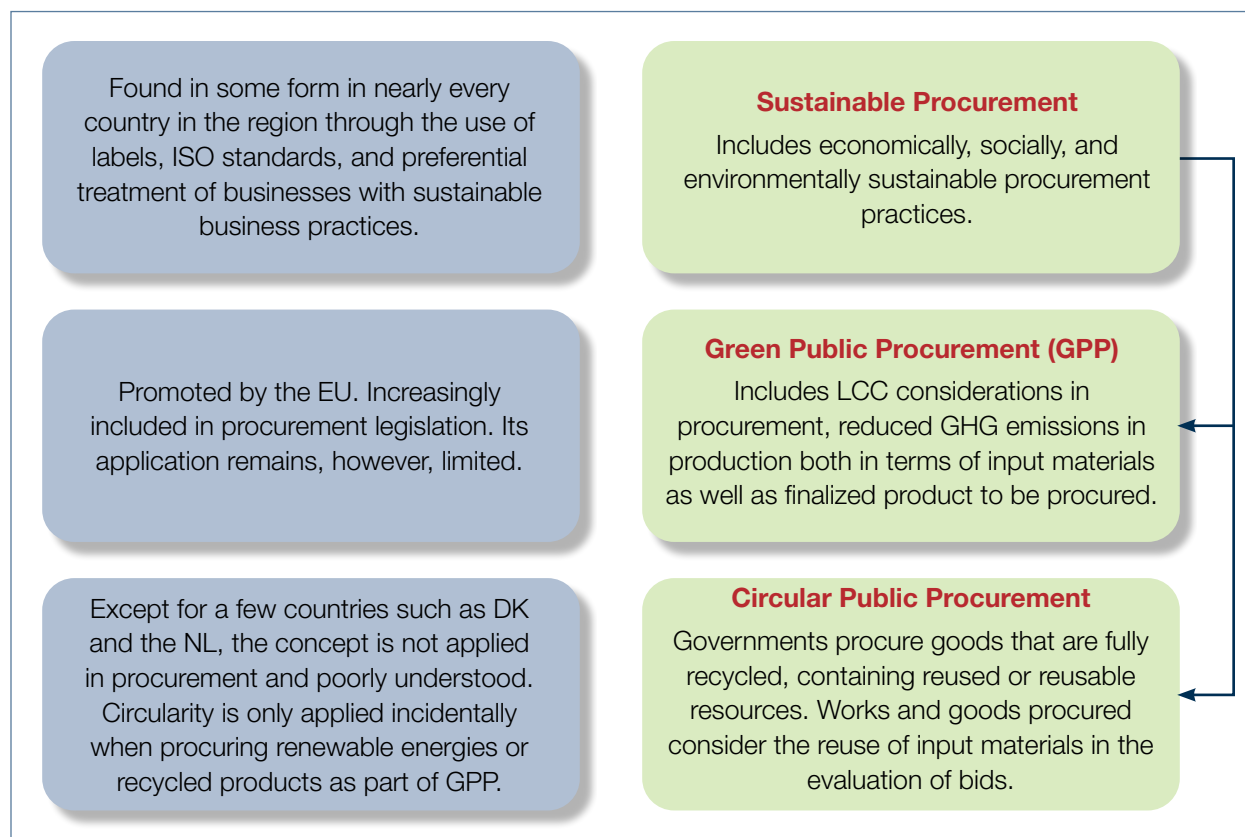 Found in some form in nearly every
country in the region through the use of
labels, ISO standards, and preferential
treatment of businesses with sustainable
business practices.
Sustainable Procurement
Includes economically, socially, and
environmentally sustainable procurement
practices.
Promoted by the EU. Increasingly
included in procurement legislation. Its
application remains, however, limited.
Green Public Procurement (GPP)
Includes LCC considerations in
procurement, reduced GHG emissions in
production both in terms of input materials
as well as finalized product to be procured.
Except for a few countries such as DK
and the NL, the concept is not applied
in procurement and poorly understood.
Circularity is only applied incidentally
when procuring renewable energies or
recycled products as part of GPP.
Circular Public Procurement
Governments procure goods that are fully
recycled, containing reused or reusable
resources. Works and goods procured
consider the reuse of input materials in the
evaluation of bids.